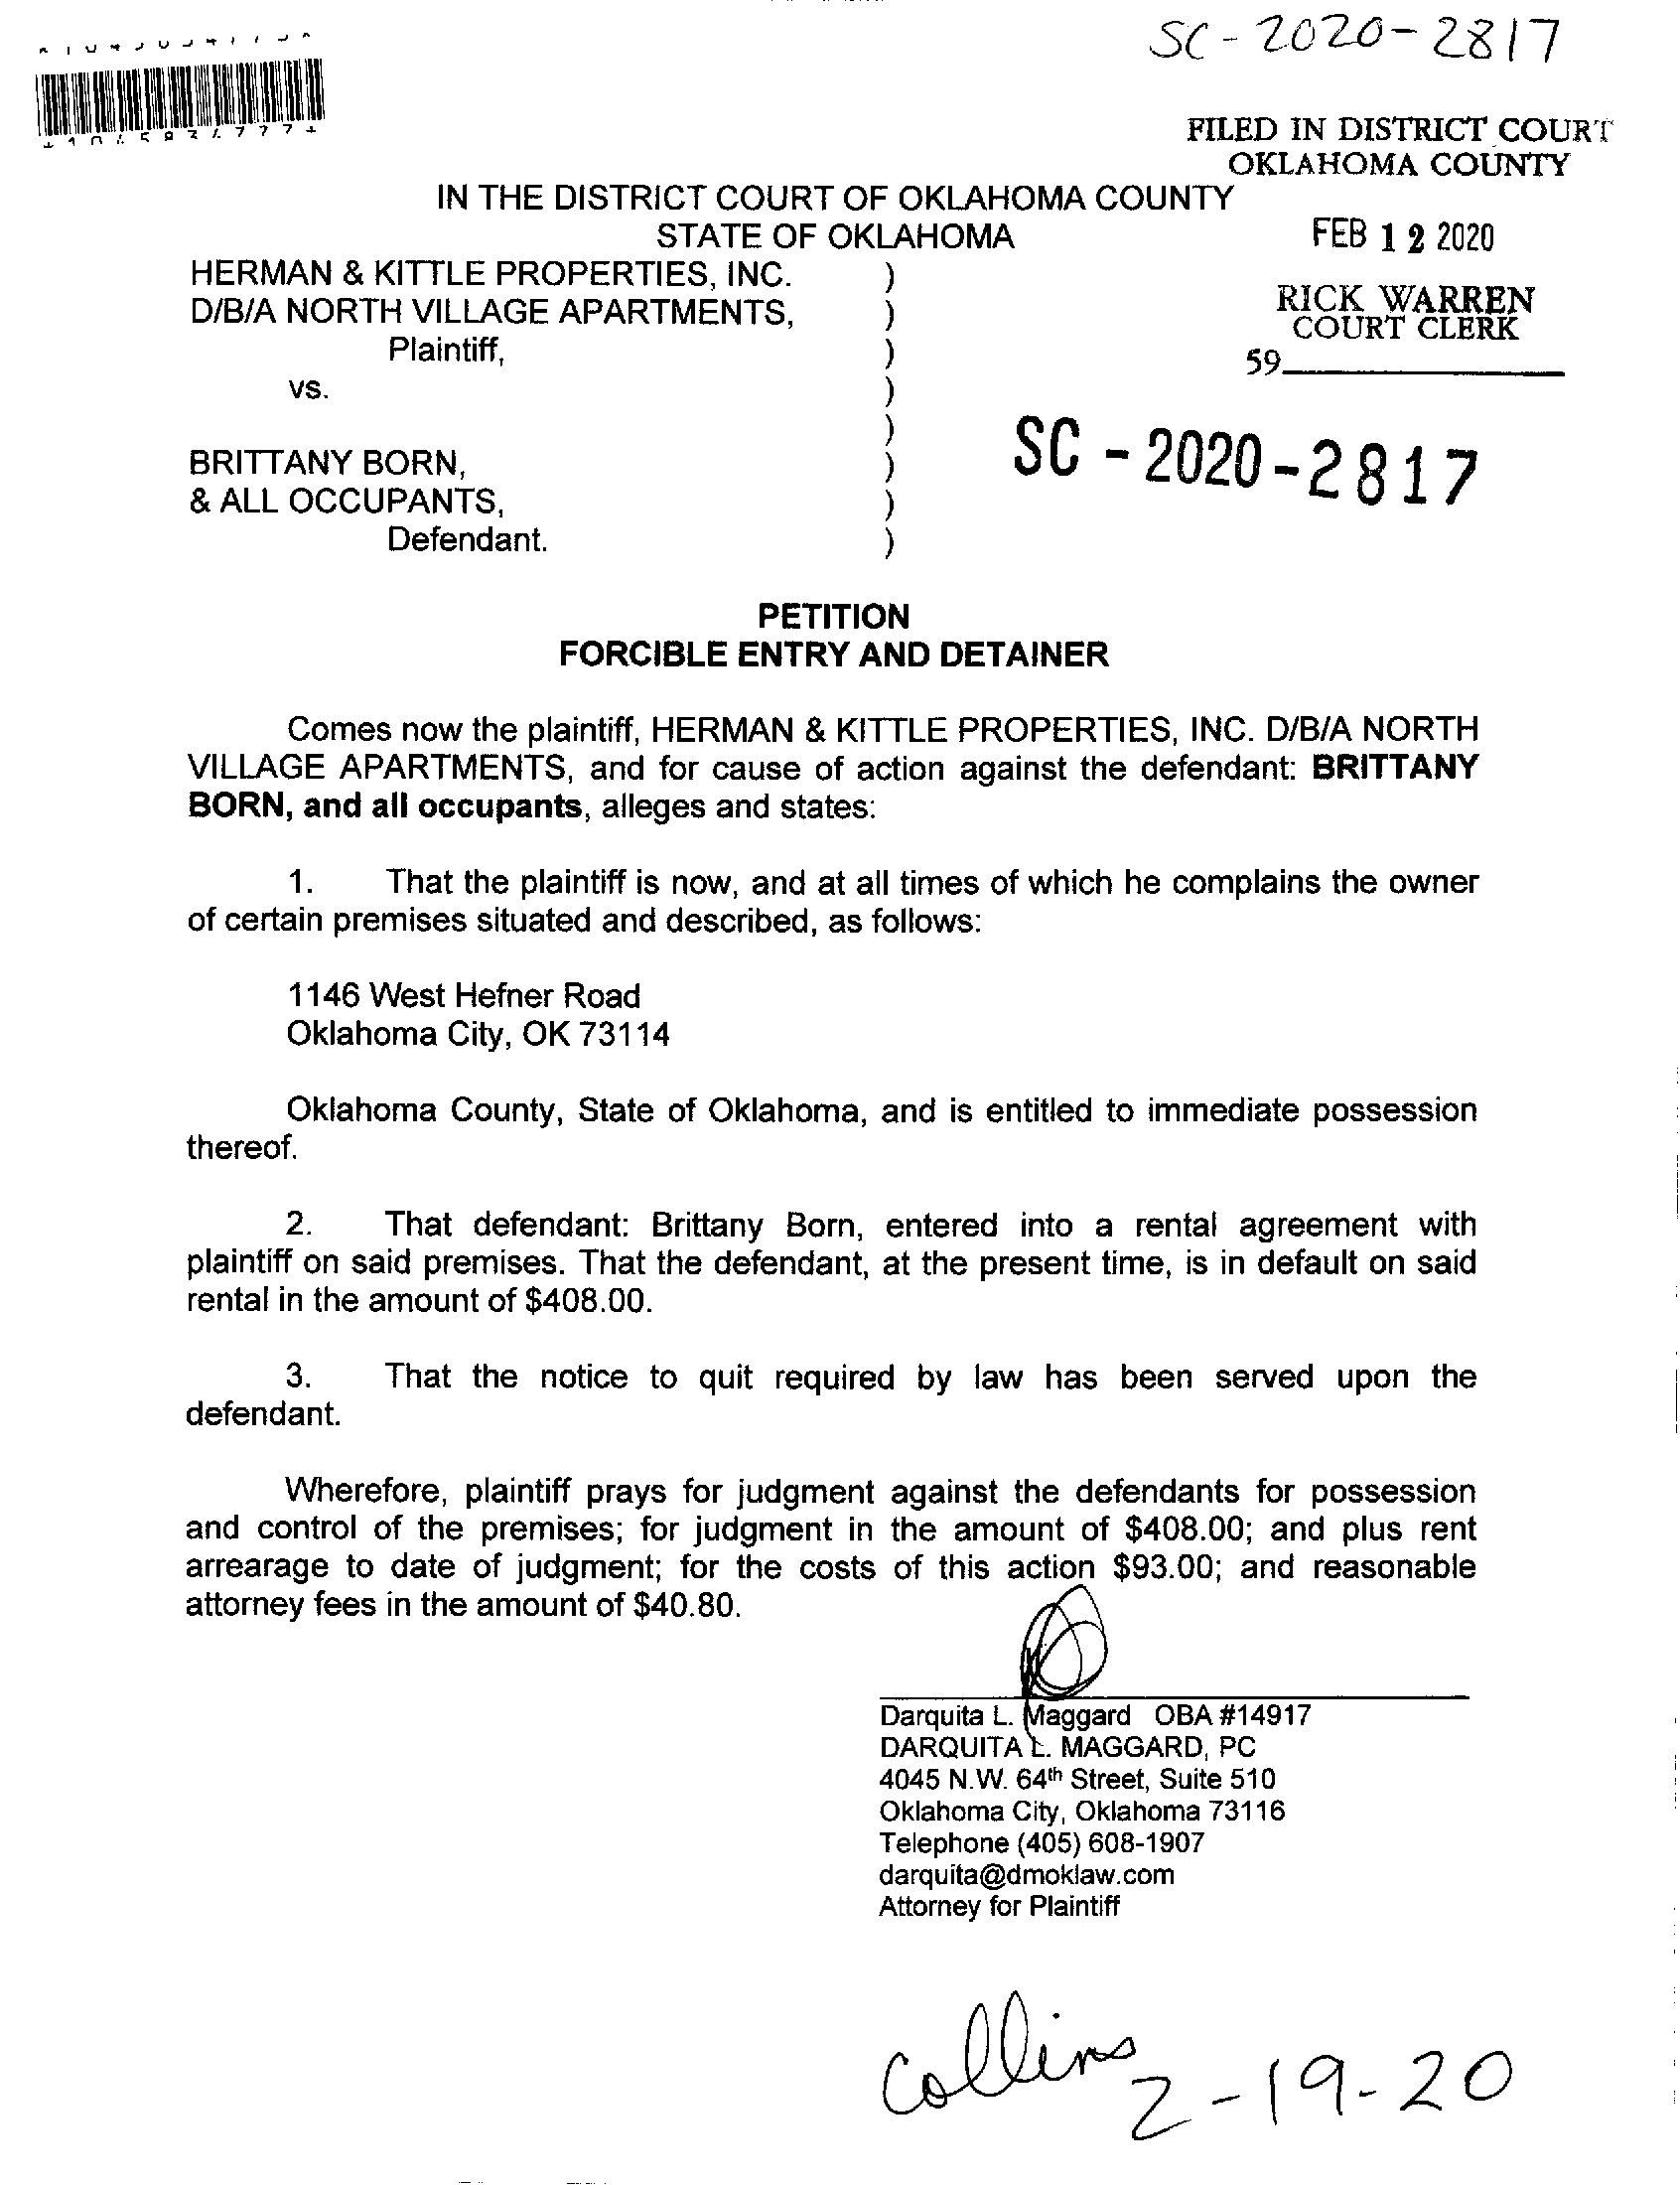 SC-2020-2817
FILED IN DISTRICT COURT
OKLAHOMA COUNTY
IN THE DISTRICT COURT OF OKLAHOMA COUNTY
STATE OF OKLAHOMA
FEB 12 2020
HERMAN & KITTLE PROPERTIES, INC. )
D/B/A NORTH VILLAGE APARTMENTS, )
RICK WARREN
COURT CLERK
Plaintiff, )
59
vs. )
)
BRITTANY BORN, )
SC - 2020-2817
& ALL OCCUPANTS, )
Defendant. )
PETITION
FORCIBLE ENTRY AND DETAINER
Comes now the plaintiff, HERMAN & KITTLE PROPERTIES, INC. D/B/A NORTH
VILLAGE APARTMENTS, and for cause of action against the defendant: BRITTANY
BORN, and all occupants, alleges and states:
1. That the plaintiff is now, and at all times of which he complains the owner
of certain premises situated and described, as follows:
1146 West Hefner Road
Oklahoma City, OK 73114
Oklahoma County, State of Oklahoma, and is entitled to immediate possession
thereof.
2. That defendant: Brittany Born, entered into a rental agreement with
plaintiff on said premises. That the defendant, at the present time, is in default on said
rental in the amount of $408.00.
3. That the notice to quit required by law has been served upon the
defendant.
Wherefore, plaintiff prays for judgment against the defendants for possession
and control of the premises; for judgment in the amount of $408.00; and plus rent
arrearage to date of judgment; for the costs of this action $93.00; and reasonable
attorney fees in the amount of $40.80.
Darquita L. Maggard OBA #14917
DARQUITA L. MAGGARD, PC
4045 N.W. 64th Street, Suite 510
Oklahoma City, Oklahoma 73116
Telephone (405) 608-1907
darquita@dmoklaw.com
Attorney for Plaintiff
Collins
2-19-20